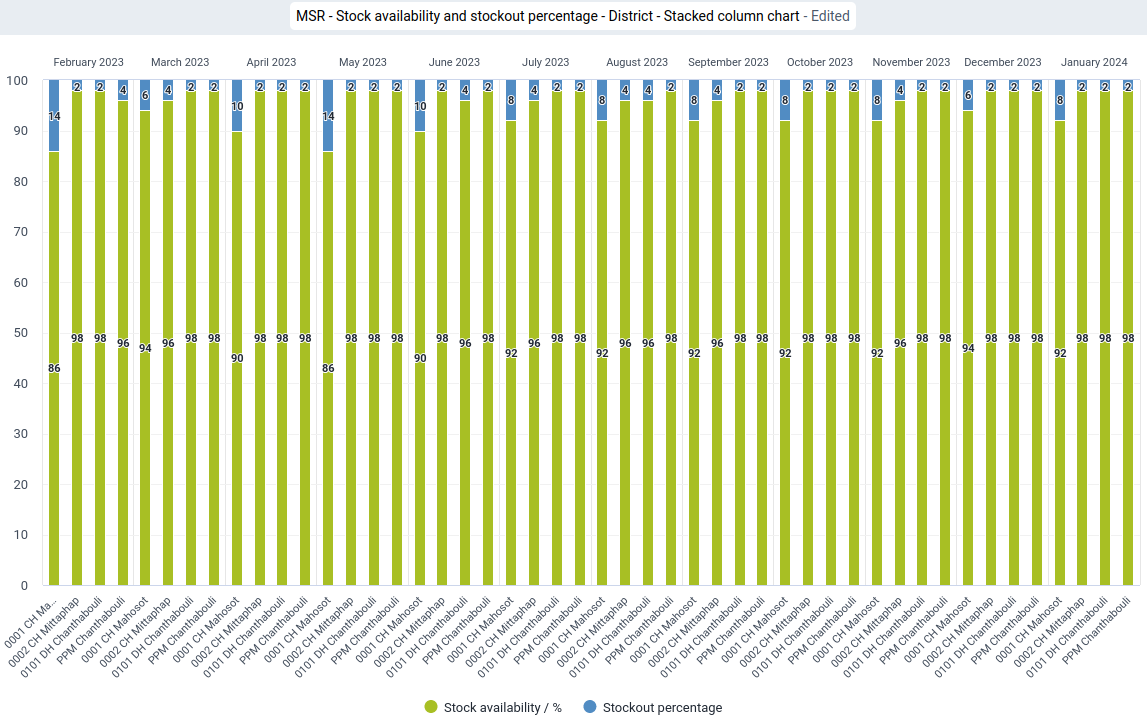 MSR - Stock availability and stockout percentage - District - Stacked column chart - Edited
February 2023 March 2023 April 2023 May 2023 June 2023 July 2023 August 2023 September 2023 October 2023 November 2023 December 2023 January 2024
100
14 2 2 4 6 4 2 2 10 2 2 2 14 2 2 2 10 2 4 2 8 4 2 2 8 4 4 2 8 4 2 2 8 2 2 2 8 4 2 2 6 2 2 2 8 2 2 2
90
80
70
60
50
86 98 98 96 94 96 98 98 90 98 98 98 86 98 98 98 90 98 96 98 92 96 98 98 92 96 96 98 92 96 98 98 92 98 98 98 92 96 98 98 94 98 98 98 92 98 98 98
40
30
20
10
0
0001 CH Ma... 0002 CH Mittaphap 0101 DH Chanthabouli PPM Chanthabouli 0001 CH Mahosot 0002 CH Mittaphap 0101 DH Chanthabouli PPM Chanthabouli 0001 CH Mahosot 0002 CH Mittaphap 0101 DH Chanthabouli PPM Chanthabouli 0001 CH Mahosot 0002 CH Mittaphap 0101 DH Chanthabouli PPM Chanthabouli 0001 CH Mahosot 0002 CH Mittaphap 0101 DH Chanthabouli PPM Chanthabouli 0001 CH Mahosot 0002 CH Mittaphap 0101 DH Chanthabouli PPM Chanthabouli 0001 CH Mahosot 0002 CH Mittaphap 0101 DH Chanthabouli PPM Chanthabouli 0001 CH Mahosot 0002 CH Mittaphap 0101 DH Chanthabouli PPM Chanthabouli 0001 CH Mahosot 0002 CH Mittaphap 0101 DH Chanthabouli PPM Chanthabouli 0001 CH Mahosot 0002 CH Mittaphap 0101 DH Chanthabouli PPM Chanthabouli 0001 CH Mahosot 0002 CH Mittaphap 0101 DH Chanthabouli PPM Chanthabouli 0001 CH Mahosot 0002 CH Mittaphap 0101 DH Chanthabouli PPM Chanthabouli
Stock availability / % Stockout percentage